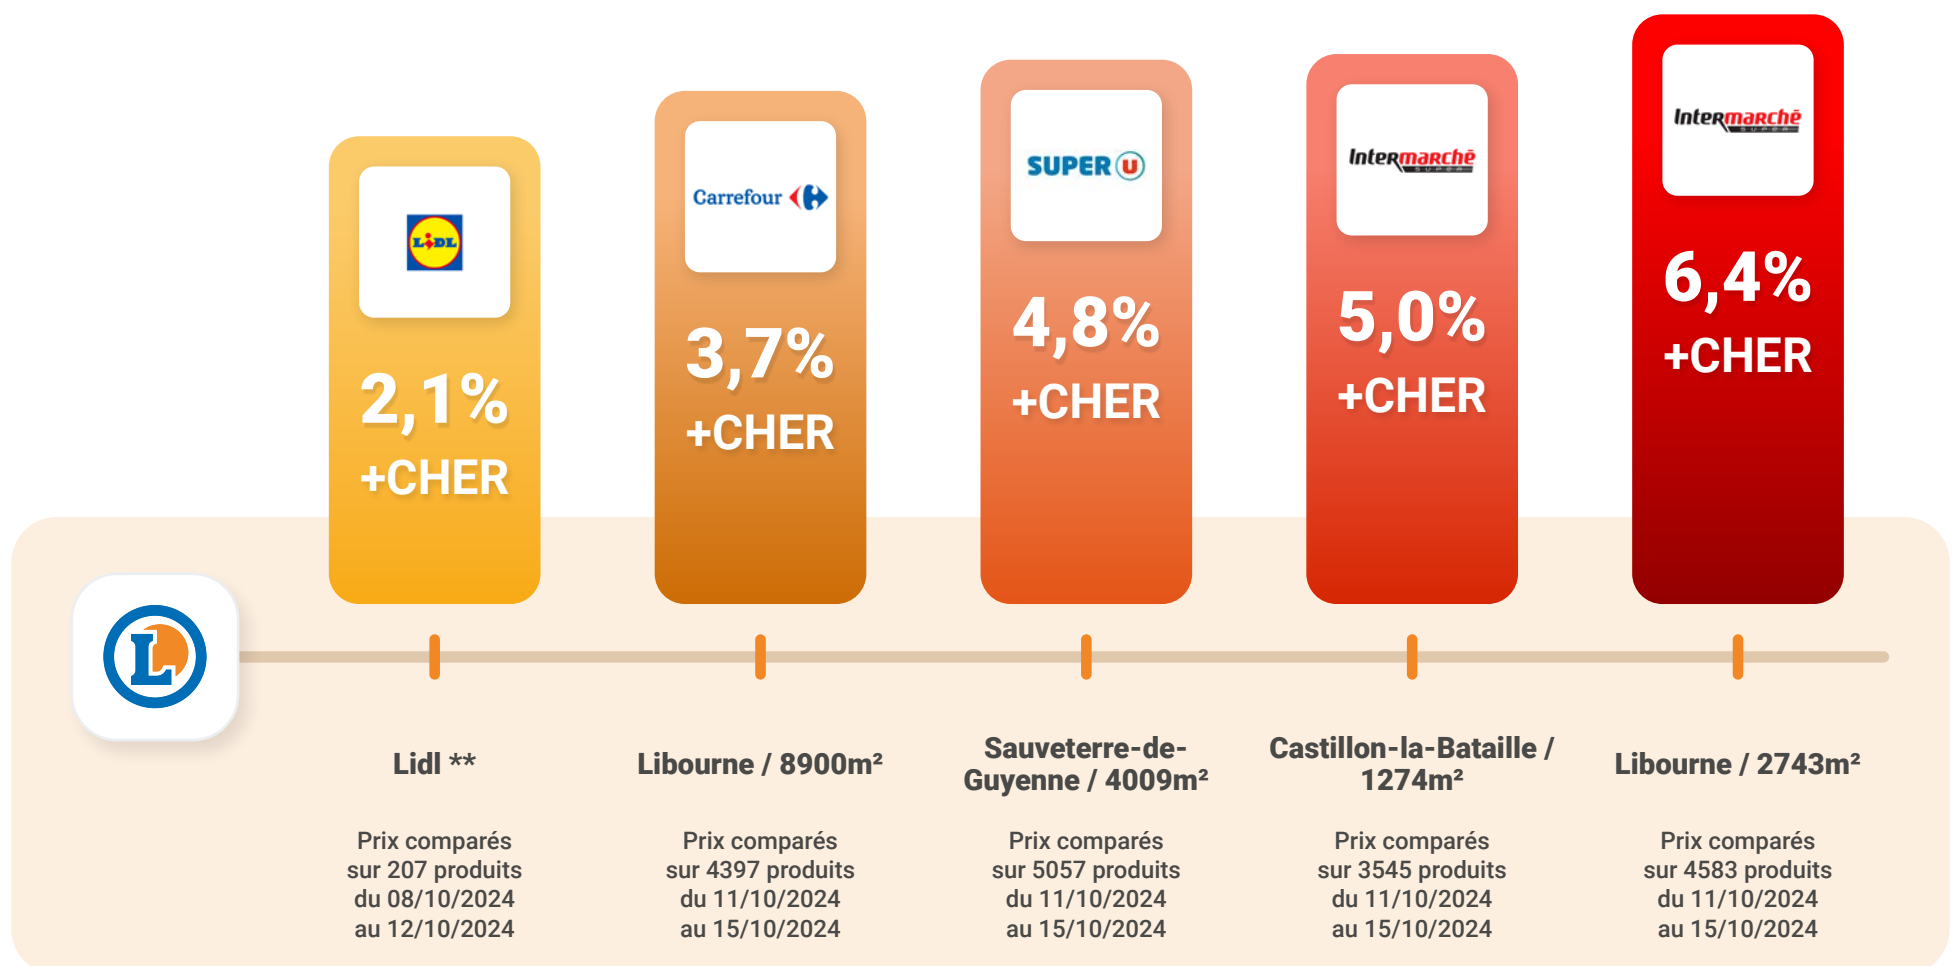 LiDL
2,1%
+CHER
Carrefour
3,7%
+CHER
SUPER U
4,8%
+CHER
Intermarchē
SUPER
5,0%
+CHER
Intermarchē
SUPER
6,4%
+CHER
L
Lidl **
Prix comparés
sur 207 produits
du 08/10/2024
au 12/10/2024
Libourne / 8900m²
Prix comparés
sur 4397 produits
du 11/10/2024
au 15/10/2024
Sauveterre-de-
Guyenne / 4009m²
Prix comparés
sur 5057 produits
du 11/10/2024
au 15/10/2024
Castillon-la-Bataille /
1274m²
Prix comparés
sur 3545 produits
du 11/10/2024
au 15/10/2024
Libourne / 2743m²
Prix comparés
sur 4583 produits
du 11/10/2024
au 15/10/2024